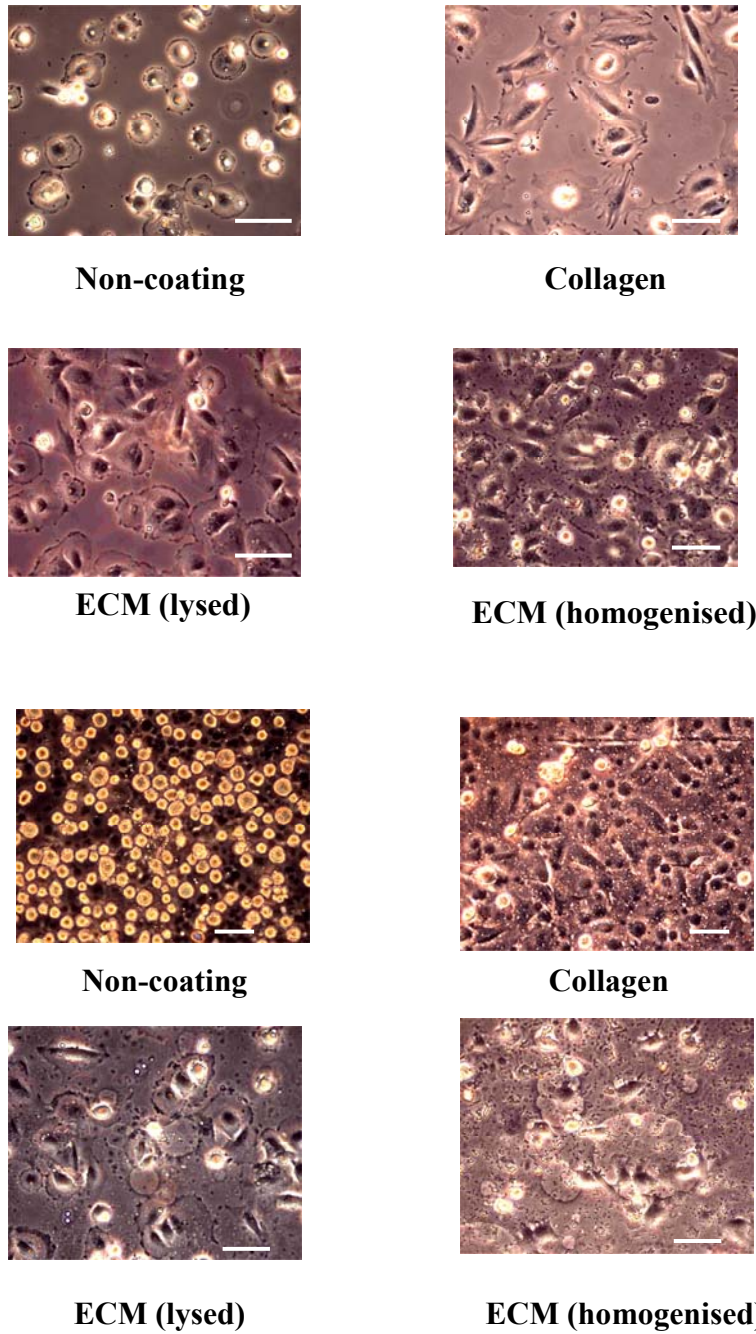 Non-coating
Collagen
ECM (lysed)
ECM (homogenised)
Non-coating
Collagen
ECM (lysed)
ECM (homogenised)